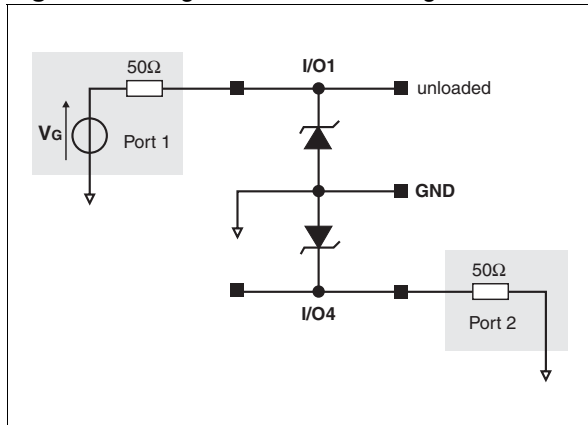 50Ω
I/O1
unloaded
VG
Port 1
GND
50Ω
I/O4
Port 2